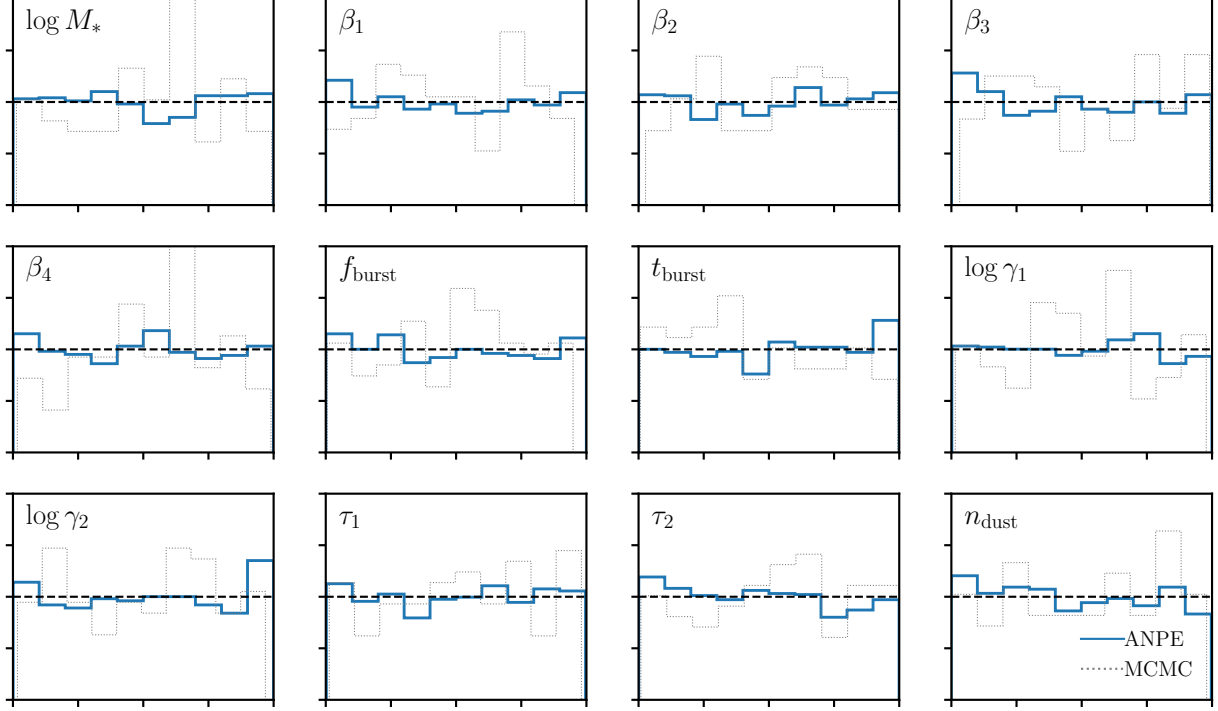 log M_*
β_1
β_2
β_3
β_4
f_burst
t_burst
log γ_1
log γ_2
τ_1
τ_2
n_dust
ANPE
MCMC